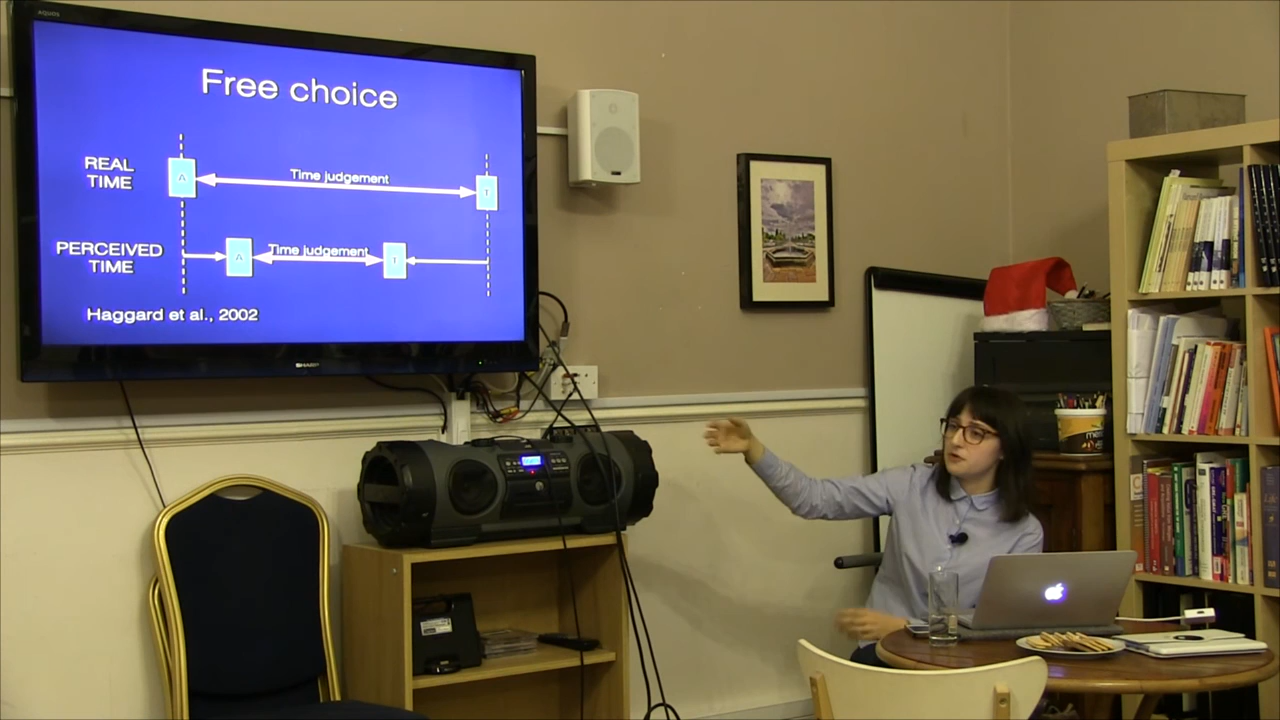 AQUOS
Free choice
REAL
TIME
A
Time judgement
T
PERCEIVED
TIME
A
Time judgement
T
Haggard et al., 2002
SHARP